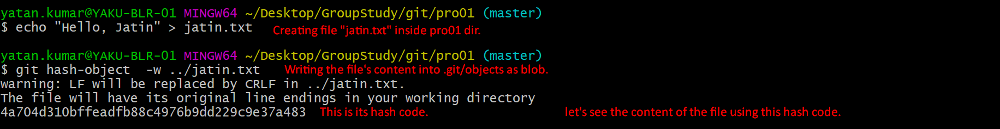 yatan.kumar@YAKU-BLR-01 MINGW64 ~/Desktop/GroupStudy/git/pro01 (master)
$ echo "Hello, Jatin" > jatin.txt Creating file "jatin.txt" inside pro01 dir.
yatan.kumar@YAKU-BLR-01 MINGW64 ~/Desktop/GroupStudy/git/pro01 (master)
$ git hash-object  -w ../jatin.txt Writing the file's content into .git/objects as blob.
warning: LF will be replaced by CRLF in ../jatin.txt.
The file will have its original line endings in your working directory
4a704d310bffeadfb88c4976b9dd229c9e37a483 This is its hash code. let's see the content of the file using this hash code.